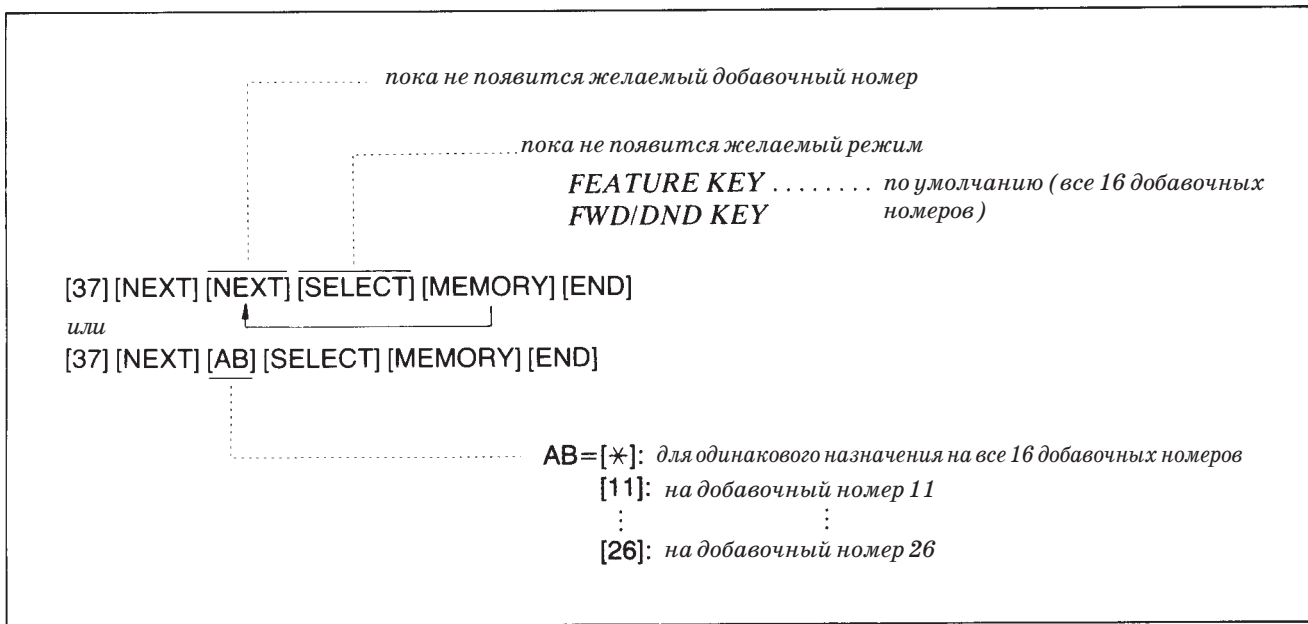 пока не появится желаемый добавочный номер
пока не появится желаемый режим
FEATURE KEY ........ по умолчанию (все 16 добавочных
FWD/DND KEY номеров)
[37] [NEXT] [NEXT] [SELECT] [MEMORY] [END]
или
[37] [NEXT] [AB] [SELECT] [MEMORY] [END]
AB=[*]: для одинакового назначения на все 16 добавочных номеров
[11]: на добавочный номер 11
⋮ ⋮
[26]: на добавочный номер 26